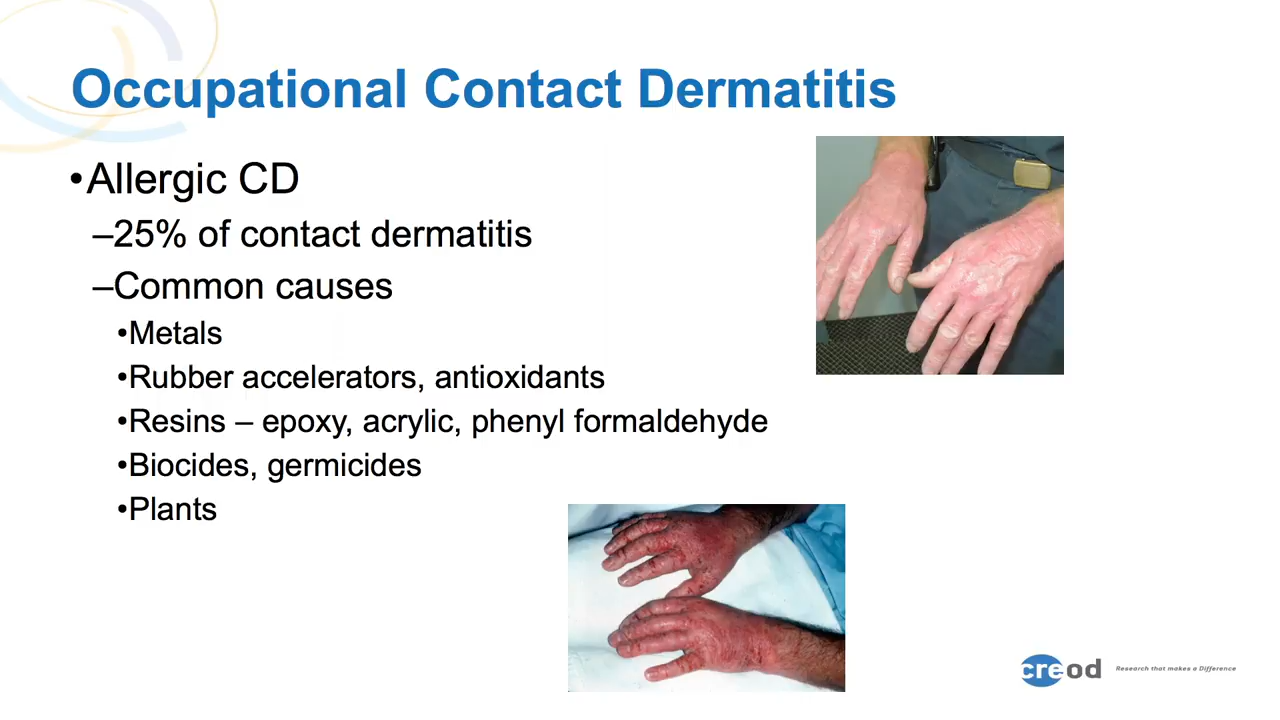 Occupational Contact Dermatitis
•Allergic CD
–25% of contact dermatitis
–Common causes
•Metals
•Rubber accelerators, antioxidants
•Resins – epoxy, acrylic, phenyl formaldehyde
•Biocides, germicides
•Plants
creod
Research that makes a Difference